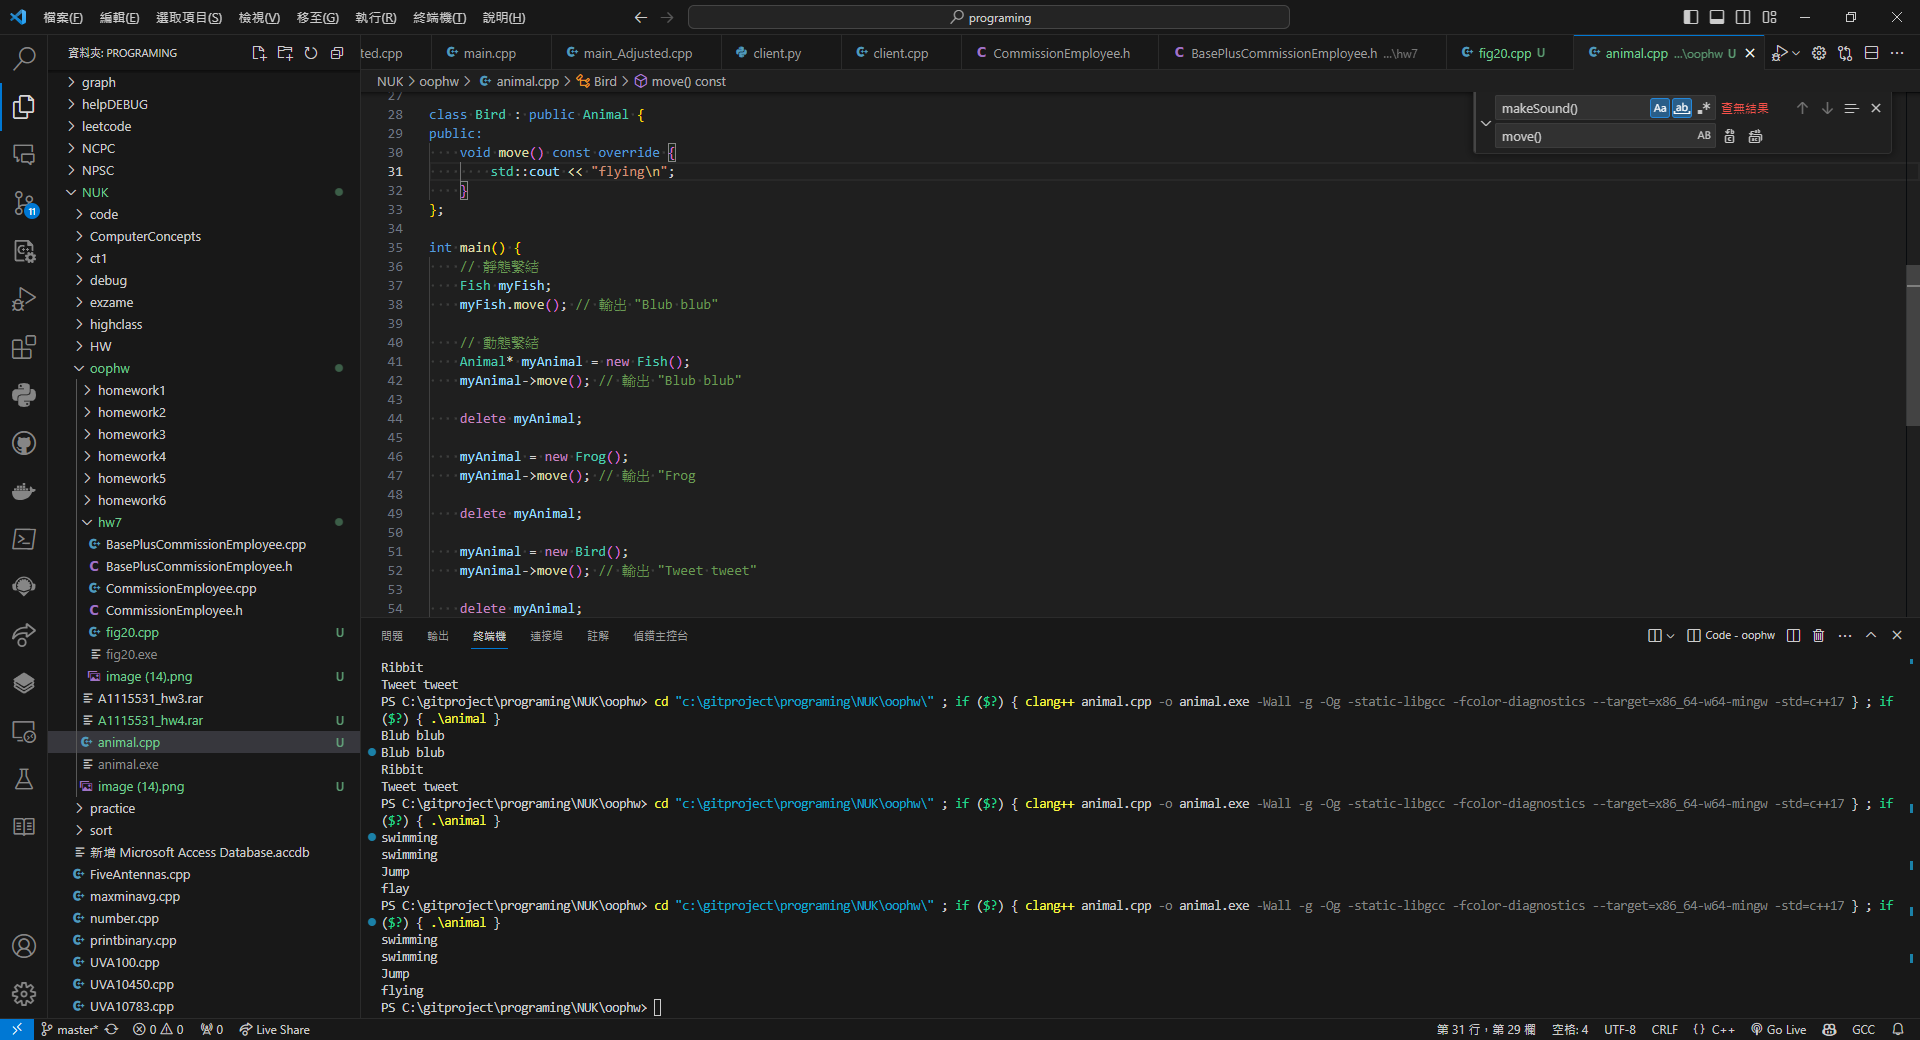 檔案(F) 編輯(E) 選取項目(S) 檢視(V) 移至(G) 執行(R) 終端機(T) 說明(H) programing
資料夾: PROGRAMING
graph
helpDEBUG
leetcode
NCPC
NPSC
NUK
code
ComputerConcepts
ct1
debug
exzame
highclass
HW
oophw
homework1
homework2
homework3
homework4
homework5
homework6
hw7
BasePlusCommissionEmployee.cpp
BasePlusCommissionEmployee.h
CommissionEmployee.cpp
CommissionEmployee.h
fig20.cpp U
fig20.exe
image (14).png U
A1115531_hw3.rar
A1115531_hw4.rar U
animal.cpp U
animal.exe
image (14).png U
practice
sort
新增 Microsoft Access Database.accdb
FiveAntennas.cpp
maxminavg.cpp
number.cpp
printbinary.cpp
UVA100.cpp
UVA10450.cpp
UVA10783.cpp
11
ted.cpp main.cpp main_Adjusted.cpp client.py client.cpp CommissionEmployee.h BasePlusCommissionEmployee.h ...\hw7 fig20.cpp U animal.cpp ...\oophw U
NUK > oophw > animal.cpp > Bird > move() const
makeSound() Aa ab .* 查無結果
move() AB
27
28 class Bird : public Animal {
29 public:
30 void move() const override {
31 std::cout << "flying\n";
32 }
33 };
34
35 int main() {
36 // 靜態繫結
37 Fish myFish;
38 myFish.move(); // 輸出 "Blub blub"
39
40 // 動態繫結
41 Animal* myAnimal = new Fish();
42 myAnimal->move(); // 輸出 "Blub blub"
43
44 delete myAnimal;
45
46 myAnimal = new Frog();
47 myAnimal->move(); // 輸出 "Frog
48
49 delete myAnimal;
50
51 myAnimal = new Bird();
52 myAnimal->move(); // 輸出 "Tweet tweet"
53
54 delete myAnimal;
問題 輸出 終端機 連接埠 註解 偵錯主控台 Code - oophw
Ribbit
Tweet tweet
PS C:\gitproject\programing\NUK\oophw> cd "c:\gitproject\programing\NUK\oophw\" ; if ($?) { clang++ animal.cpp -o animal.exe -Wall -g -Og -static-libgcc -fcolor-diagnostics --target=x86_64-w64-mingw -std=c++17 } ; if
($?) { .\animal }
Blub blub
Blub blub
Ribbit
Tweet tweet
PS C:\gitproject\programing\NUK\oophw> cd "c:\gitproject\programing\NUK\oophw\" ; if ($?) { clang++ animal.cpp -o animal.exe -Wall -g -Og -static-libgcc -fcolor-diagnostics --target=x86_64-w64-mingw -std=c++17 } ; if
($?) { .\animal }
swimming
swimming
Jump
flay
PS C:\gitproject\programing\NUK\oophw> cd "c:\gitproject\programing\NUK\oophw\" ; if ($?) { clang++ animal.cpp -o animal.exe -Wall -g -Og -static-libgcc -fcolor-diagnostics --target=x86_64-w64-mingw -std=c++17 } ; if
($?) { .\animal }
swimming
swimming
Jump
flying
PS C:\gitproject\programing\NUK\oophw>
master* 0 0 0 Live Share 第 31 行，第 29 欄 空格: 4 UTF-8 CRLF {} C++ Go Live GCC